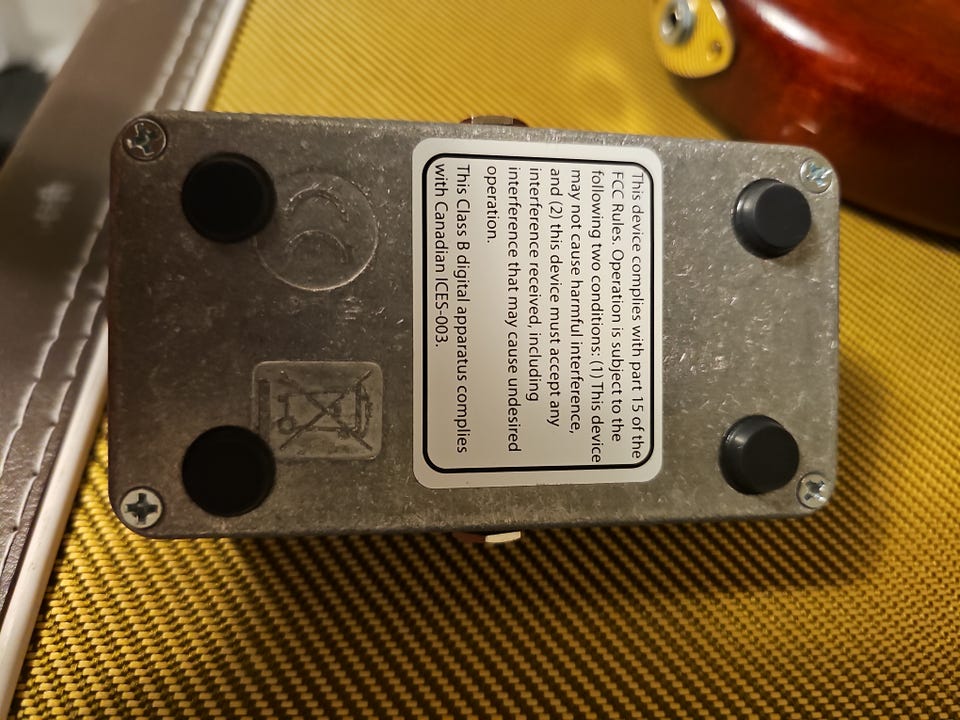 This device complies with part 15 of the
FCC Rules. Operation is subject to the
following two conditions: (1) This device
may not cause harmful interference,
and (2) this device must accept any
interference received, including
interference that may cause undesired
operation.
This Class B digital apparatus complies
with Canadian ICES-003.
CE